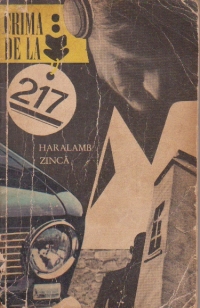 CRIMA
DE LA
217
HARALAMB
ZINCĂ